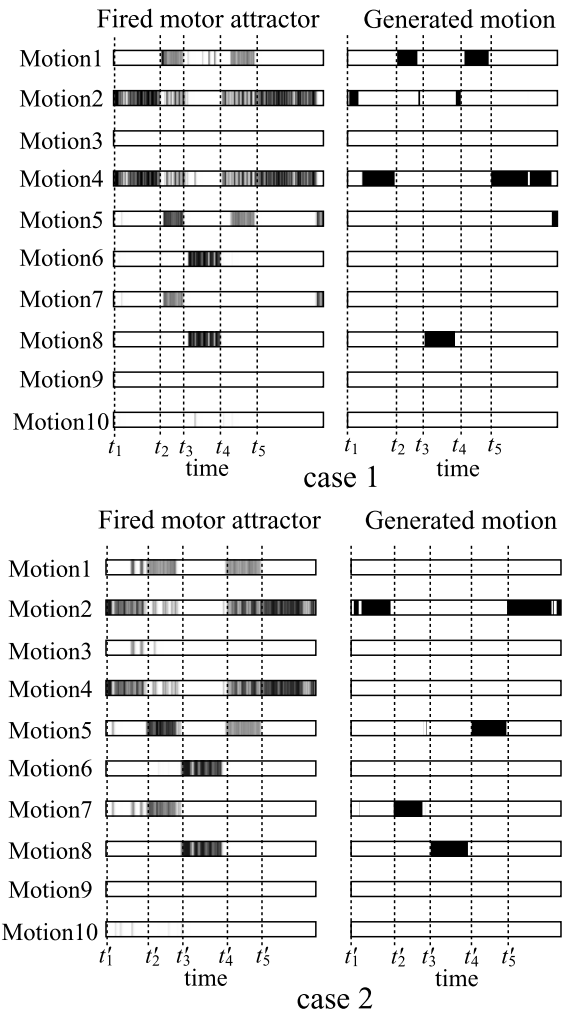 Fired motor attractor Generated motion
Motion1
Motion2
Motion3
Motion4
Motion5
Motion6
Motion7
Motion8
Motion9
Motion10
t1 t2 t3 t4 t5 t1 t2 t3 t4 t5
time time
case 1
Fired motor attractor Generated motion
Motion1
Motion2
Motion3
Motion4
Motion5
Motion6
Motion7
Motion8
Motion9
Motion10
t'1 t'2 t'3 t'4 t'5 t'1 t'2 t'3 t'4 t'5
time time
case 2